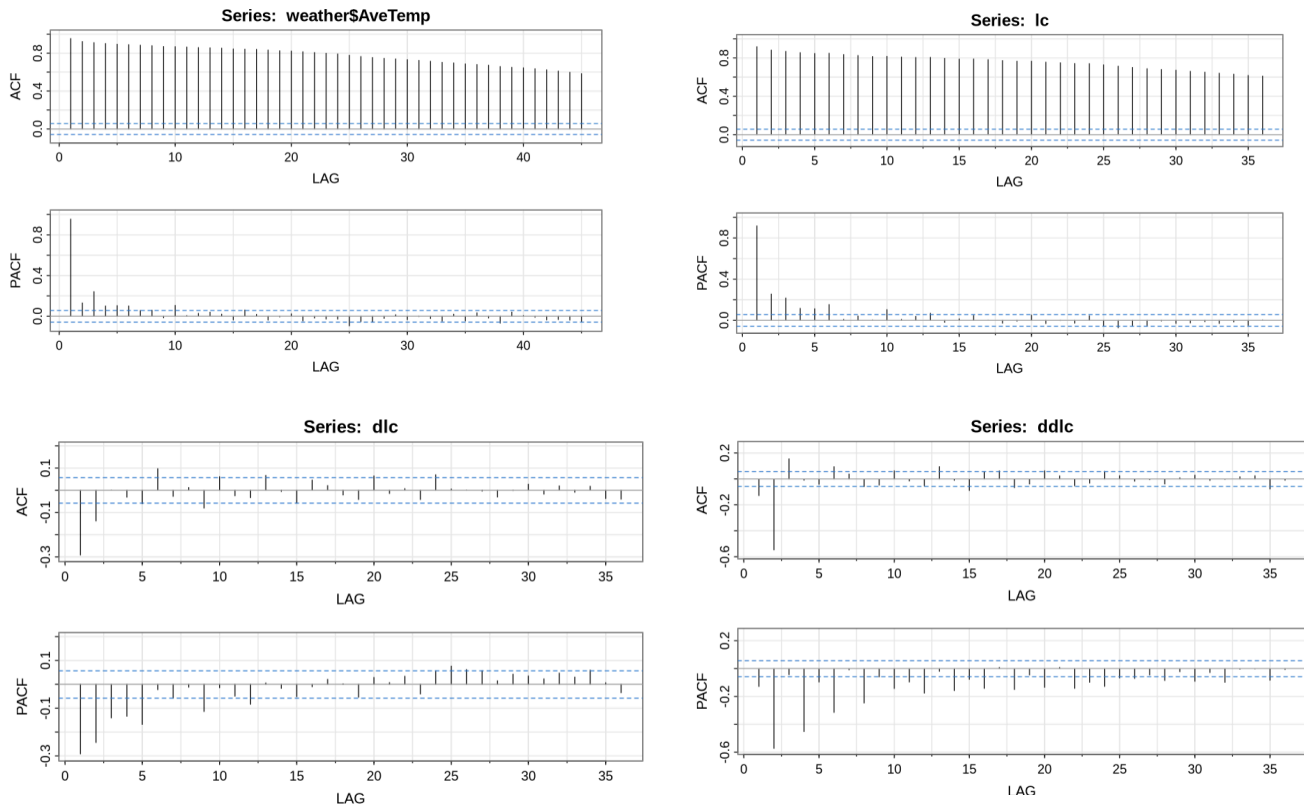 Series: weather$AveTemp
ACF
0.0 0.4 0.8
0 10 20 30 40
LAG
PACF
0.0 0.4 0.8
0 10 20 30 40
LAG
Series: lc
ACF
0.0 0.4 0.8
0 5 10 15 20 25 30 35
LAG
PACF
0.0 0.4 0.8
0 5 10 15 20 25 30 35
LAG
Series: dlc
ACF
-0.3 -0.1 0.1
0 5 10 15 20 25 30 35
LAG
PACF
-0.3 -0.1 0.1
0 5 10 15 20 25 30 35
LAG
Series: ddlc
ACF
-0.6 -0.2 0.2
0 5 10 15 20 25 30 35
LAG
PACF
-0.6 -0.2 0.2
0 5 10 15 20 25 30 35
LAG